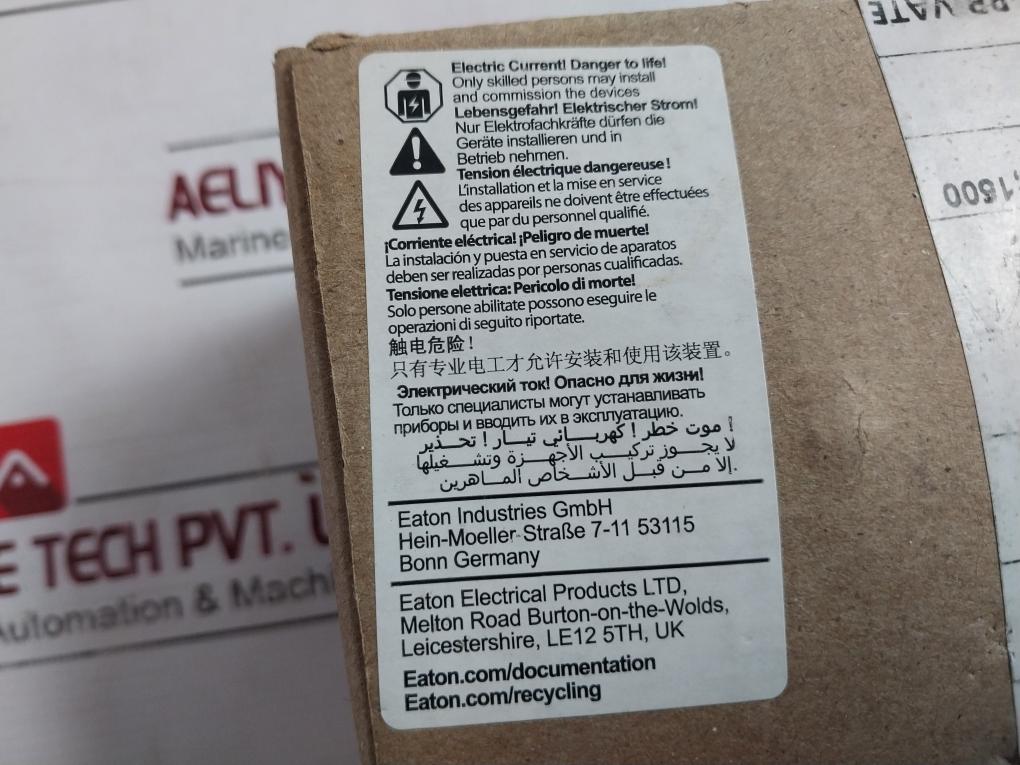 Electric Current! Danger to life!
Only skilled persons may install
and commission the devices
Lebensgefahr! Elektrischer Strom!
Nur Elektrofachkräfte dürfen die
Geräte installieren und in
Betrieb nehmen.
Tension électrique dangereuse !
L'installation et la mise en service
des appareils ne doivent être effectuées
que par du personnel qualifié.
¡Corriente eléctrica! ¡Peligro de muerte!
La instalación y puesta en servicio de aparatos
deben ser realizadas por personas cualificadas.
Tensione elettrica: Pericolo di morte!
Solo persone abilitate possono eseguire le
operazioni di seguito riportate.
触电危险！
只有专业电工才允许安装和使用该装置。
Электрический ток! Опасно для жизни!
Только специалисты могут устанавливать
приборы и вводить их в эксплуатацию.
موت خطر ! كهربائي تيار ! تحذير !
لا يجوز تركيب الأجهزة وتشغيلها
إلا من قبل الأشخاص الماهرين.
Eaton Industries GmbH
Hein-Moeller-Straße 7-11 53115
Bonn Germany
Eaton Electrical Products LTD,
Melton Road Burton-on-the-Wolds,
Leicestershire, LE12 5TH, UK
Eaton.com/documentation
Eaton.com/recycling
Marine
TECH PVT.
Automation &